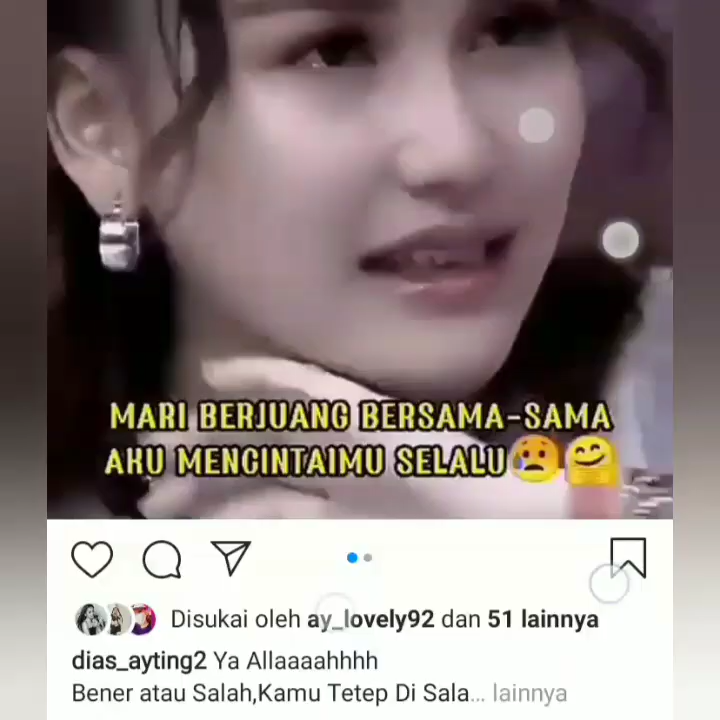 MARI BERJUANG BERSAMA-SAMA
AKU MENCINTAIMU SELALU😥🤗
Disukai oleh ay_lovely92 dan 51 lainnya
dias_ayting2 Ya Allaaaahhhh
Bener atau Salah,Kamu Tetep Di Sala... lainnya